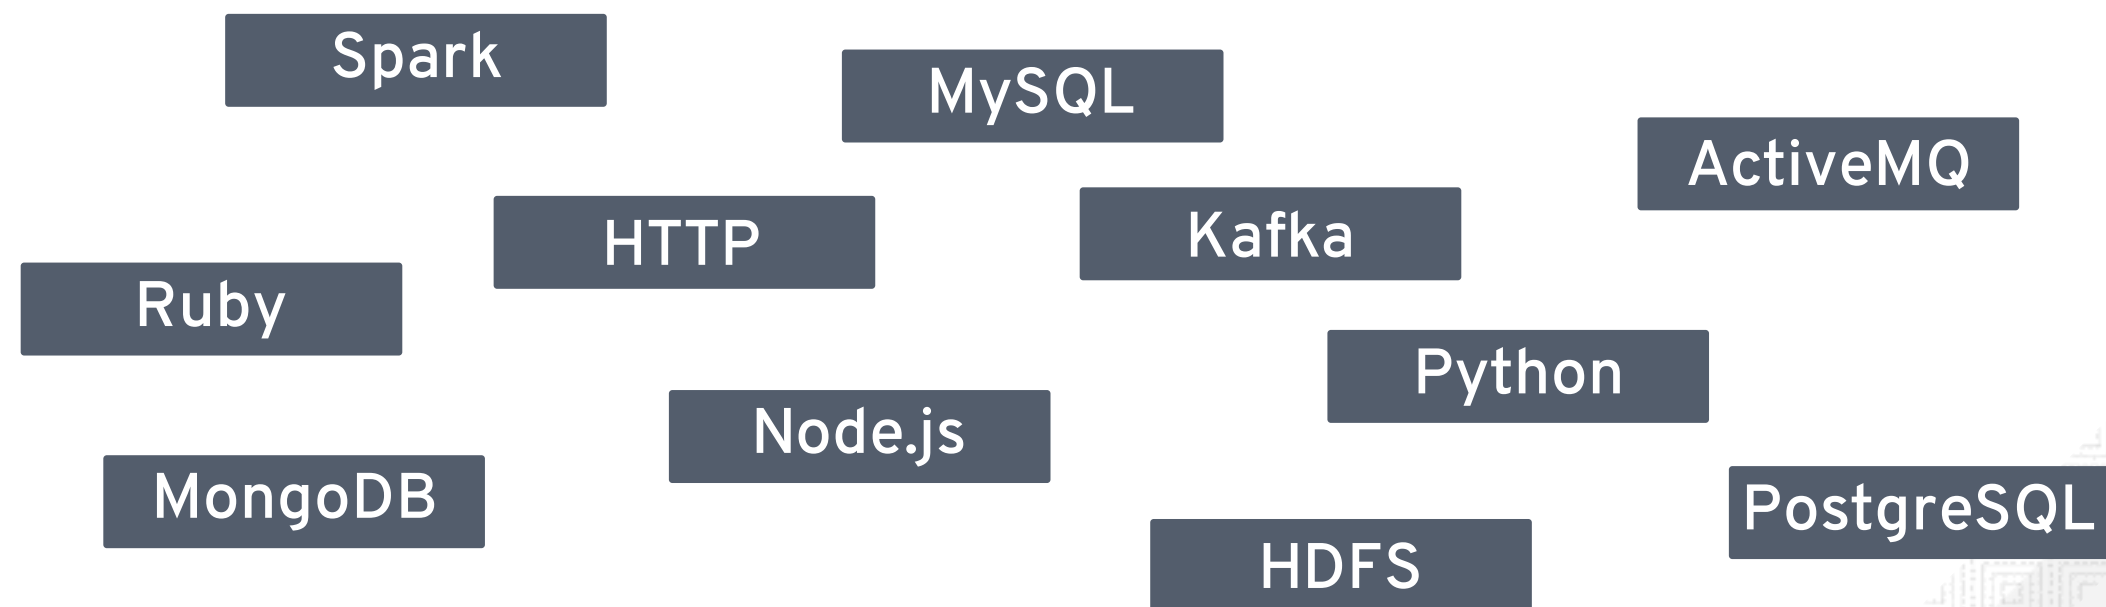 Spark
MySQL
ActiveMQ
HTTP
Kafka
Ruby
Python
Node.js
MongoDB
PostgreSQL
HDFS